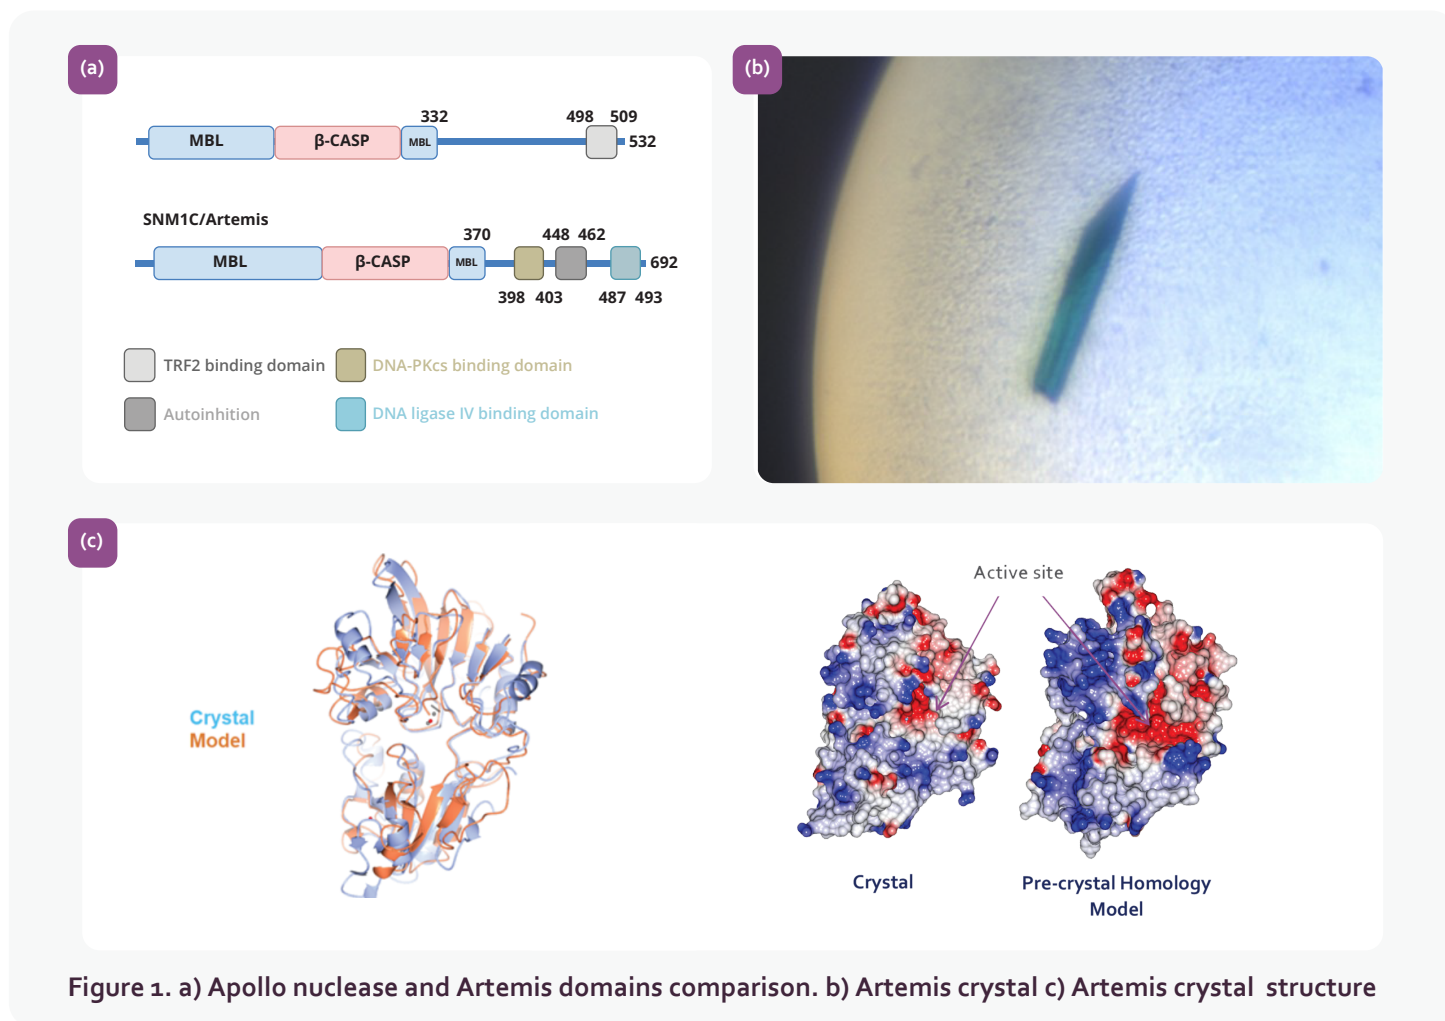 (a)
332
498 509
MBL β-CASP MBL 532
SNM1C/Artemis
370 448 462
MBL β-CASP MBL 692
398 403 487 493
TRF2 binding domain DNA-PKcs binding domain
Autoinhition DNA ligase IV binding domain
(b)
(c)
Crystal
Model
Active site
Crystal
Pre-crystal Homology
Model
Figure 1. a) Apollo nuclease and Artemis domains comparison. b) Artemis crystal c) Artemis crystal structure